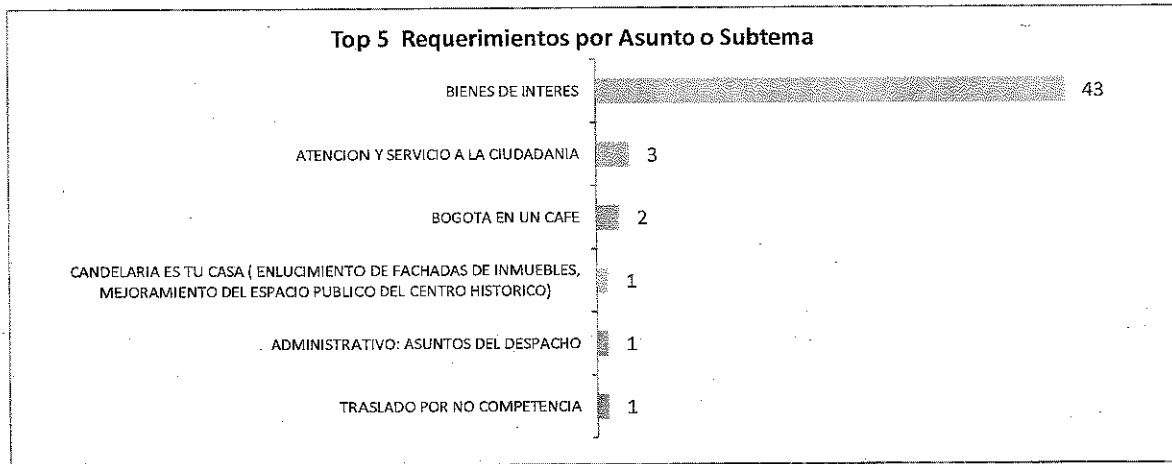 Top 5 Requerimientos por Asunto o Subtema
BIENES DE INTERES
43
ATENCION Y SERVICIO A LA CIUDADANIA
3
BOGOTA EN UN CAFE
2
CANDELARIA ES TU CASA ( ENLUCIMIENTO DE FACHADAS DE INMUEBLES,
MEJORAMIENTO DEL ESPACIO PUBLICO DEL CENTRO HISTORICO)
1
ADMINISTRATIVO: ASUNTOS DEL DESPACHO
1
TRASLADO POR NO COMPETENCIA
1